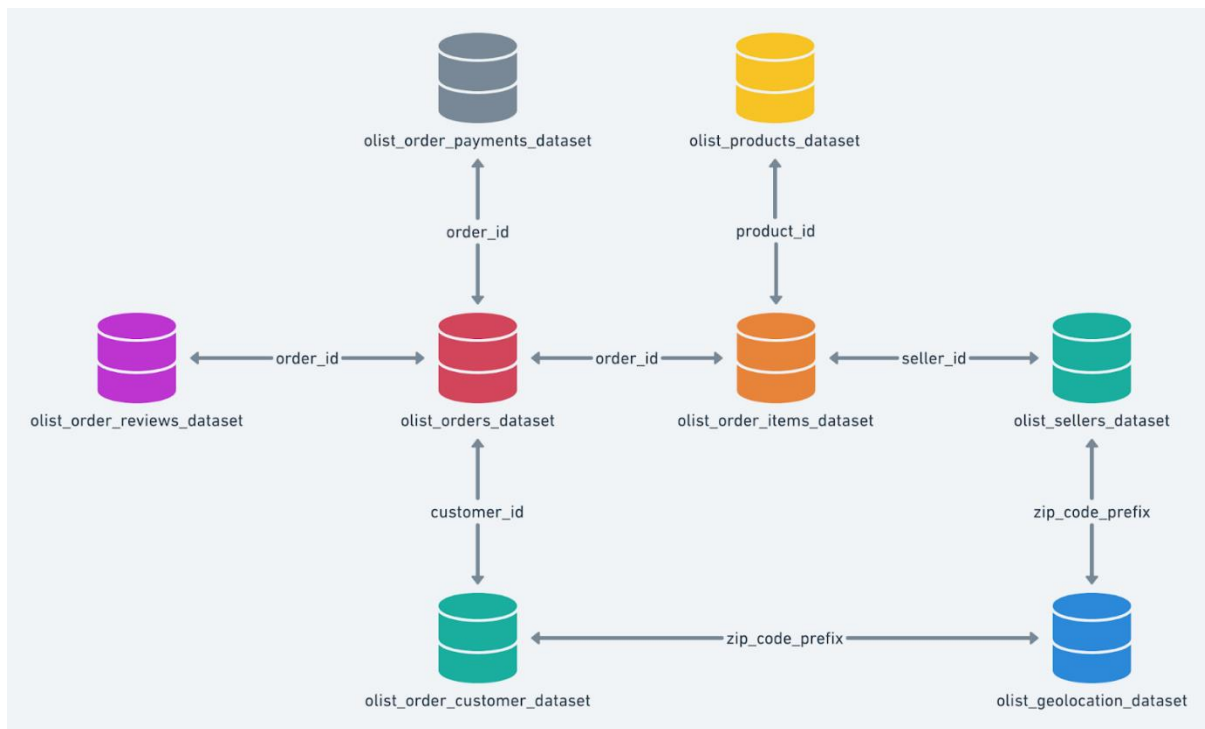 olist_order_payments_dataset
olist_products_dataset
order_id
product_id
order_id
order_id
seller_id
olist_order_reviews_dataset
olist_orders_dataset
olist_order_items_dataset
olist_sellers_dataset
customer_id
zip_code_prefix
zip_code_prefix
olist_order_customer_dataset
olist_geolocation_dataset